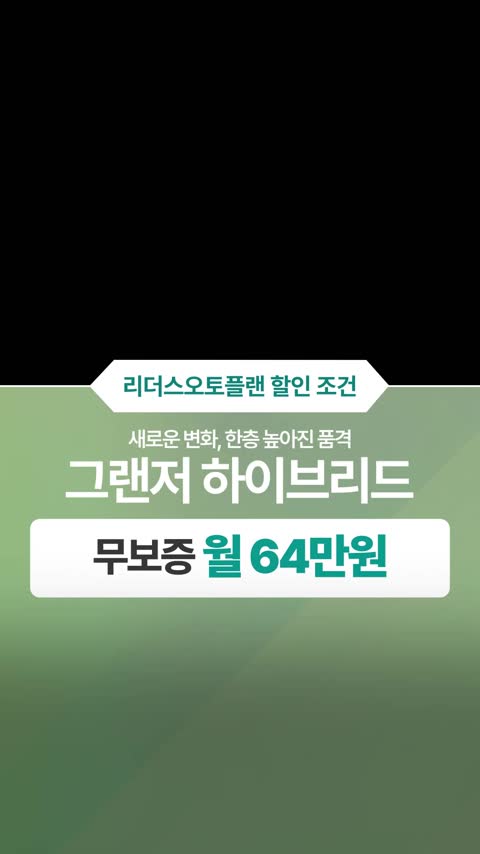 리더스오토플랜 할인 조건
새로운 변화, 한층 높아진 품격
그랜저 하이브리드
무보증 월 64만원